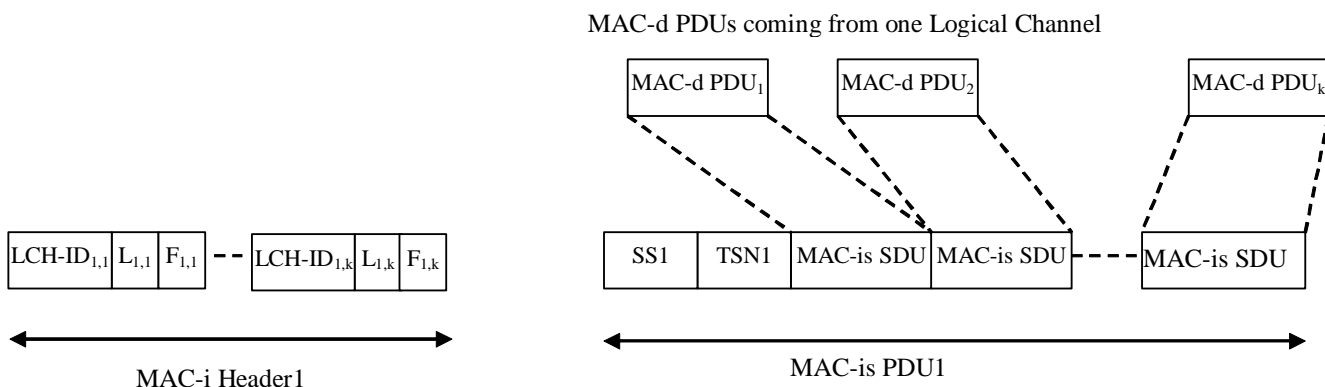 MAC-d PDUs coming from one Logical Channel
MAC-d PDU₁ MAC-d PDU₂ MAC-d PDUₖ
LCH-ID₁,₁ L₁,₁ F₁,₁ LCH-ID₁,ₖ L₁,ₖ F₁,ₖ SS1 TSN1 MAC-is SDU MAC-is SDU MAC-is SDU
MAC-i Header1 MAC-is PDU1